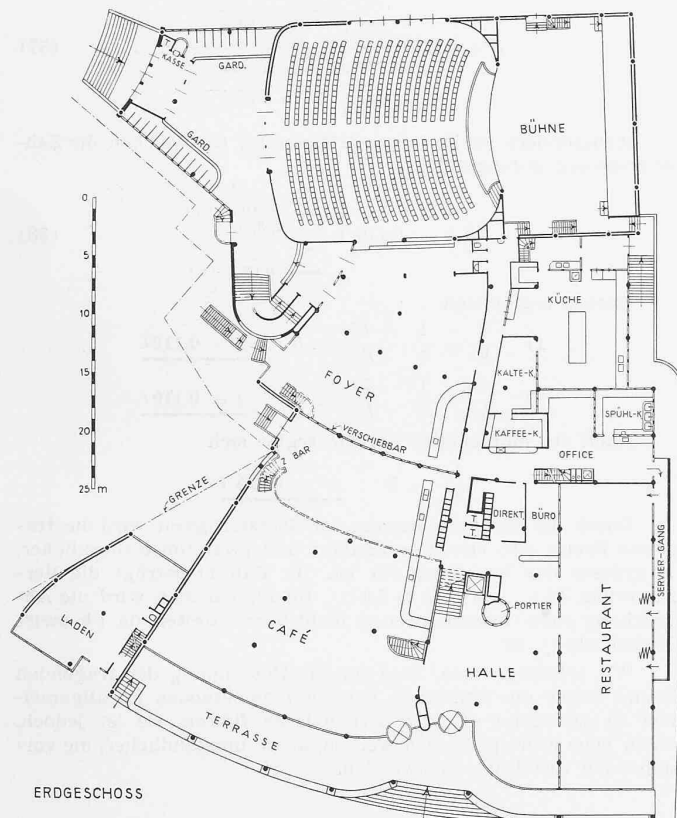 T.
KASSE
GARD.
GARD
BÜHNE
0
5
10
15
20
25 m
KÜCHE
FOYER
KALTE-K.
SPÜHL-K
KAFFEE-K.
VERSCHIEBBAR
OFFICE
BAR
GRENZE
DIREKT.
BÜRO
T.
T.
SERVIER-GANG
PORTIER
LADEN
CAFÉ
HALLE
RESTAURANT
TERRASSE
ERDGESCHOSS